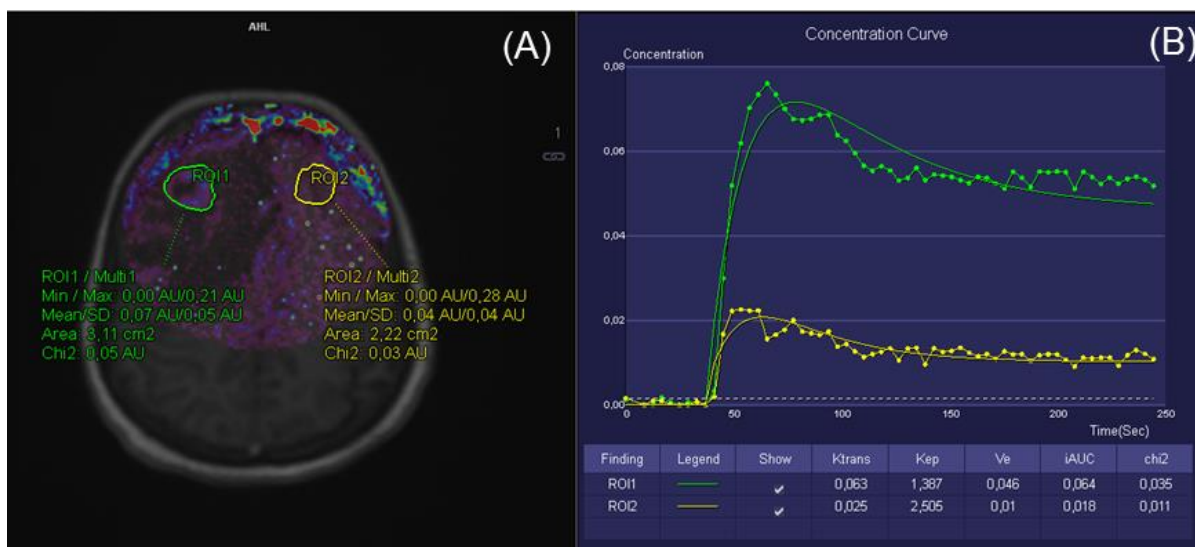 AHL
(A)
1
ROI1
ROI2
ROI1 / Multi1
Min / Max: 0,00 AU/0,21 AU
Mean/SD: 0,07 AU/0,05 AU
Area: 3,11 cm2
Chi2: 0,05 AU
ROI2 / Multi2
Min / Max: 0,00 AU/0,28 AU
Mean/SD: 0,04 AU/0,04 AU
Area: 2,22 cm2
Chi2: 0,03 AU
Concentration Curve
(B)
Concentration
0,08
0,06
0,04
0,02
0,00
0 50 100 150 200 250
Time(Sec)
Finding Legend Show Ktrans Kep Ve iAUC chi2
ROI1 0,063 1,387 0,046 0,064 0,035
ROI2 0,025 2,505 0,01 0,018 0,011